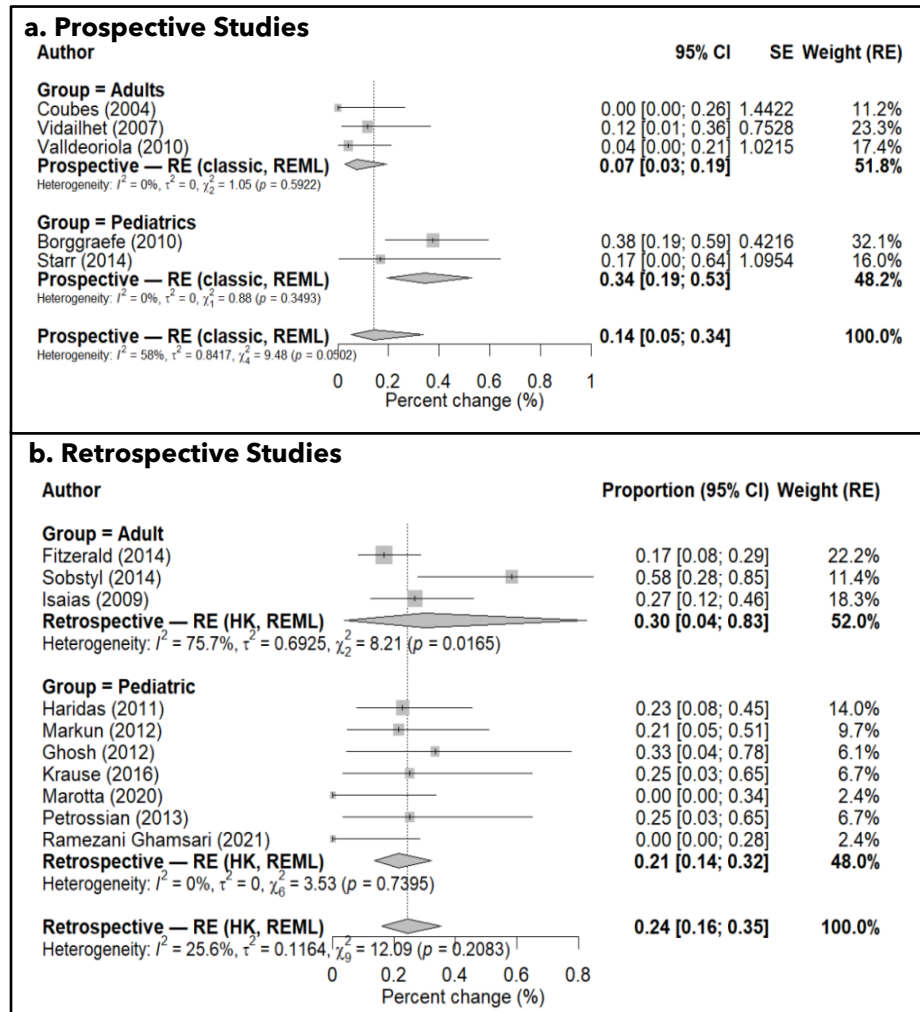 a. Prospective Studies
Author 95% CI SE Weight (RE)
Group = Adults
Coubes (2004) 0.00 [0.00; 0.26] 1.4422 11.2%
Vidailhet (2007) 0.12 [0.01; 0.36] 0.7528 23.3%
Valldeoriola (2010) 0.04 [0.00; 0.21] 1.0215 17.4%
Prospective — RE (classic, REML) 0.07 [0.03; 0.19] 51.8%
Heterogeneity: I² = 0%, τ² = 0, χ²₂ = 1.05 (p = 0.5922)
Group = Pediatrics
Borggraefe (2010) 0.38 [0.19; 0.59] 0.4216 32.1%
Starr (2014) 0.17 [0.00; 0.64] 1.0954 16.0%
Prospective — RE (classic, REML) 0.34 [0.19; 0.53] 48.2%
Heterogeneity: I² = 0%, τ² = 0, χ²₁ = 0.88 (p = 0.3493)
Prospective — RE (classic, REML) 0.14 [0.05; 0.34] 100.0%
Heterogeneity: I² = 58%, τ² = 0.8417, χ²₄ = 9.48 (p = 0.0502)
0 0.2 0.4 0.6 0.8 1
Percent change (%)
b. Retrospective Studies
Author Proportion (95% CI) Weight (RE)
Group = Adult
Fitzerald (2014) 0.17 [0.08; 0.29] 22.2%
Sobstyl (2014) 0.58 [0.28; 0.85] 11.4%
Isaias (2009) 0.27 [0.12; 0.46] 18.3%
Retrospective — RE (HK, REML) 0.30 [0.04; 0.83] 52.0%
Heterogeneity: I² = 75.7%, τ² = 0.6925, χ²₂ = 8.21 (p = 0.0165)
Group = Pediatric
Haridas (2011) 0.23 [0.08; 0.45] 14.0%
Markun (2012) 0.21 [0.05; 0.51] 9.7%
Ghosh (2012) 0.33 [0.04; 0.78] 6.1%
Krause (2016) 0.25 [0.03; 0.65] 6.7%
Marotta (2020) 0.00 [0.00; 0.34] 2.4%
Petrossian (2013) 0.25 [0.03; 0.65] 6.7%
Ramezani Ghamsari (2021) 0.00 [0.00; 0.28] 2.4%
Retrospective — RE (HK, REML) 0.21 [0.14; 0.32] 48.0%
Heterogeneity: I² = 0%, τ² = 0, χ²₆ = 3.53 (p = 0.7395)
Retrospective — RE (HK, REML) 0.24 [0.16; 0.35] 100.0%
Heterogeneity: I² = 25.6%, τ² = 0.1164, χ²₉ = 12.09 (p = 0.2083)
0 0.2 0.4 0.6 0.8
Percent change (%)